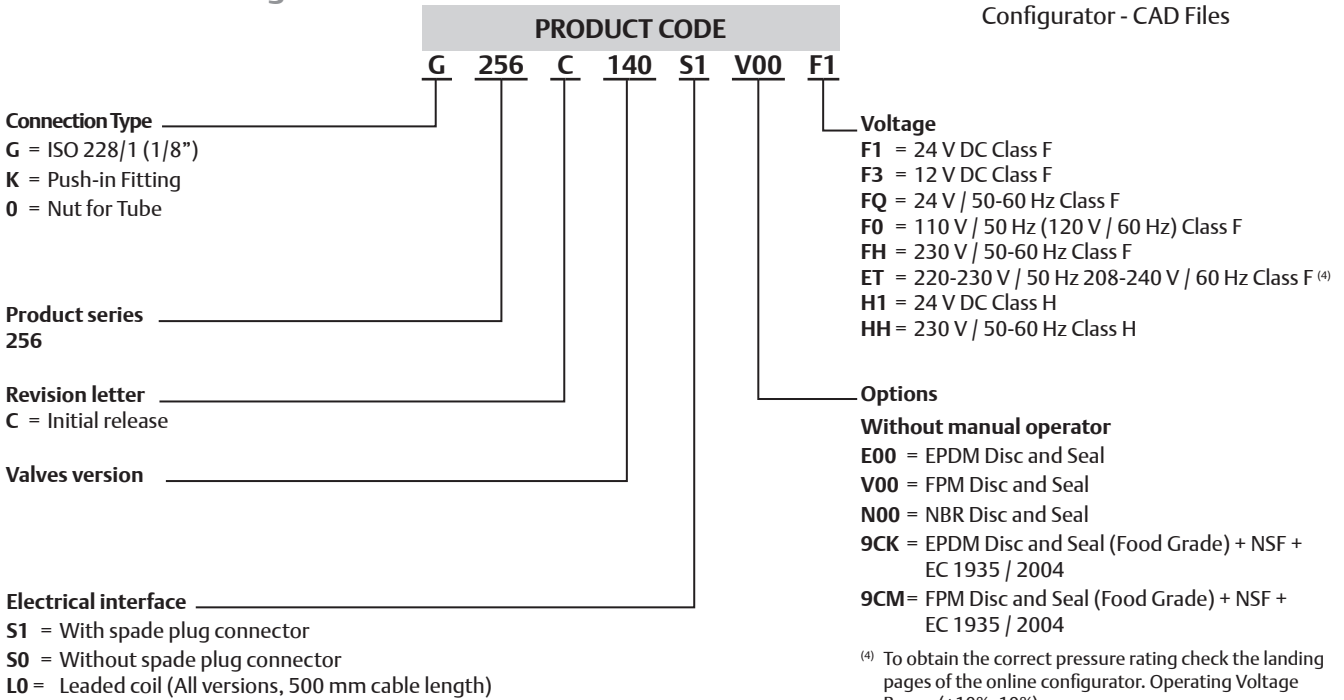 Configurator - CAD Files
PRODUCT CODE
G 256 C 140 S1 V00 F1
Connection Type
G = ISO 228/1 (1/8”)
K = Push-in Fitting
0 = Nut for Tube
Product series
256
Revision letter
C = Initial release
Valves version
Electrical interface
S1 = With spade plug connector
S0 = Without spade plug connector
L0 = Leaded coil (All versions, 500 mm cable length)
Voltage
F1 = 24 V DC Class F
F3 = 12 V DC Class F
FQ = 24 V / 50-60 Hz Class F
F0 = 110 V / 50 Hz (120 V / 60 Hz) Class F
FH = 230 V / 50-60 Hz Class F
ET = 220-230 V / 50 Hz 208-240 V / 60 Hz Class F (4)
H1 = 24 V DC Class H
HH = 230 V / 50-60 Hz Class H
Options
Without manual operator
E00 = EPDM Disc and Seal
V00 = FPM Disc and Seal
N00 = NBR Disc and Seal
9CK = EPDM Disc and Seal (Food Grade) + NSF +
EC 1935 / 2004
9CM = FPM Disc and Seal (Food Grade) + NSF +
EC 1935 / 2004
(4) To obtain the correct pressure rating check the landing
pages of the online configurator. Operating Voltage